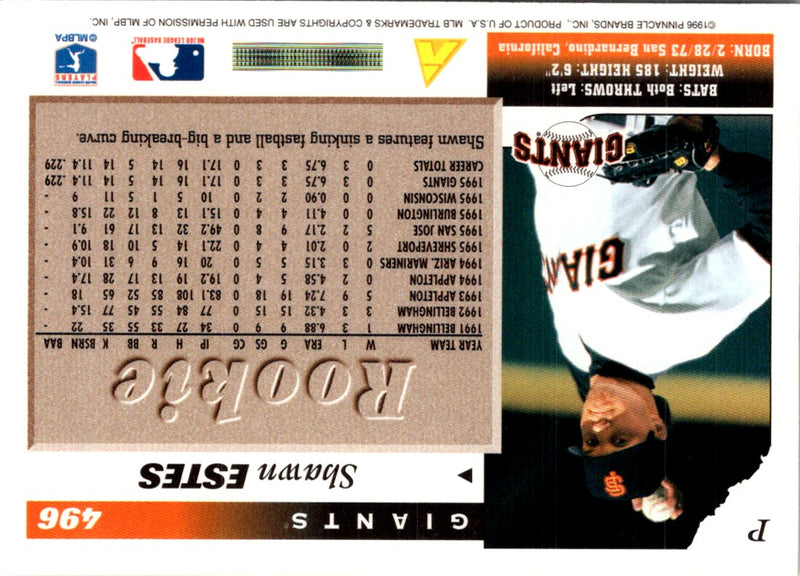 P
GIANTS
496
Shawn ESTES
SF
GIANTS
GIANTS
Rookie
YEAR TEAM W L ERA G GS CG IP H R BB K BSRN BAA
1991 BELLINGHAM 1 3 6.88 9 9 0 34 27 33 55 35 22 -
1992 BELLINGHAM 3 3 4.32 15 15 0 77 84 55 45 77 15.4 -
1993 APPLETON 5 9 7.24 19 18 0 83.1 108 85 52 65 18 -
1994 APPLETON 0 2 4.58 5 4 0 19.2 19 13 17 28 17.4 -
1994 ARIZ. MARINERS 0 3 3.15 5 5 0 20 16 9 6 31 10.4 -
1995 SHREVEPORT 2 0 2.01 4 4 0 22.1 14 5 10 18 10.9 -
1995 SAN JOSE 5 2 2.17 9 8 0 49.2 32 13 17 61 9.1 -
1995 BURLINGTON 0 0 4.11 4 4 0 15.1 13 8 12 22 15.8 -
1995 WISCONSIN 0 0 0.90 2 2 0 10 5 1 5 11 9 -
1995 GIANTS 0 3 6.75 3 3 0 17.1 16 14 5 14 11.4 .229
CAREER TOTALS 0 3 6.75 3 3 0 17.1 16 14 5 14 11.4 .229
Shawn features a sinking fastball and a big-breaking curve.
BATS: Both THROWS: Left
WEIGHT: 185 HEIGHT: 6'2"
BORN: 2/28/73 San Bernardino, California
MAJOR LEAGUE BASEBALL
MAJOR LEAGUE BASEBALL
PLAYERS
©MLBPA
©1996 PINNACLE BRANDS, INC., PRODUCT OF U.S.A. MLB TRADEMARKS & COPYRIGHTS ARE USED WITH PERMISSION OF MLBP, INC.